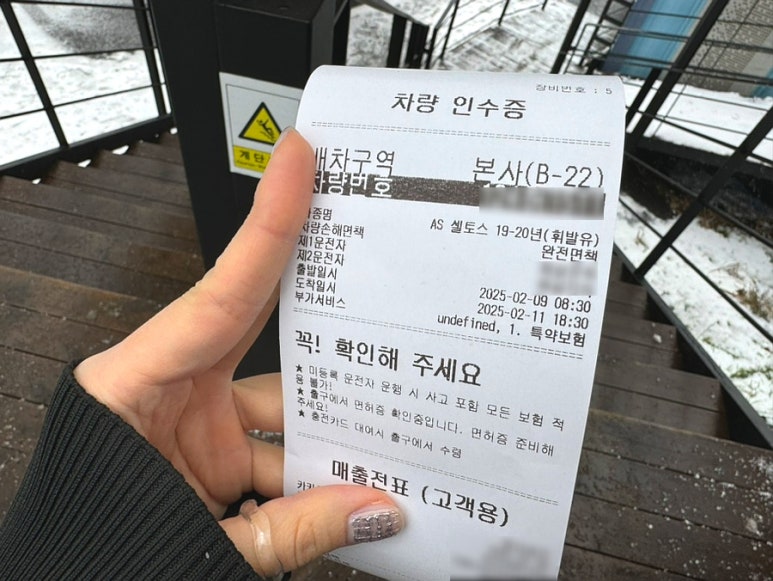 장비번호 : 5
차량 인수증
배차구역 본사(B-22)
차량번호
차종명 AS 셀토스 19-20년(휘발유)
차량손해면책 완전면책
제1운전자
제2운전자
출발일시 2025-02-09 08:30
도착일시 2025-02-11 18:30
부가서비스 undefined, 1. 특약보험
꼭! 확인해 주세요
★ 미등록 운전자 운행 시 사고 포함 모든 보험 적
용 불가!
★ 출구에서 면허증 확인중입니다. 면허증 준비해
주세요!
★ 충전카드 대여시 출구에서 수령
매출전표 (고객용)
계단